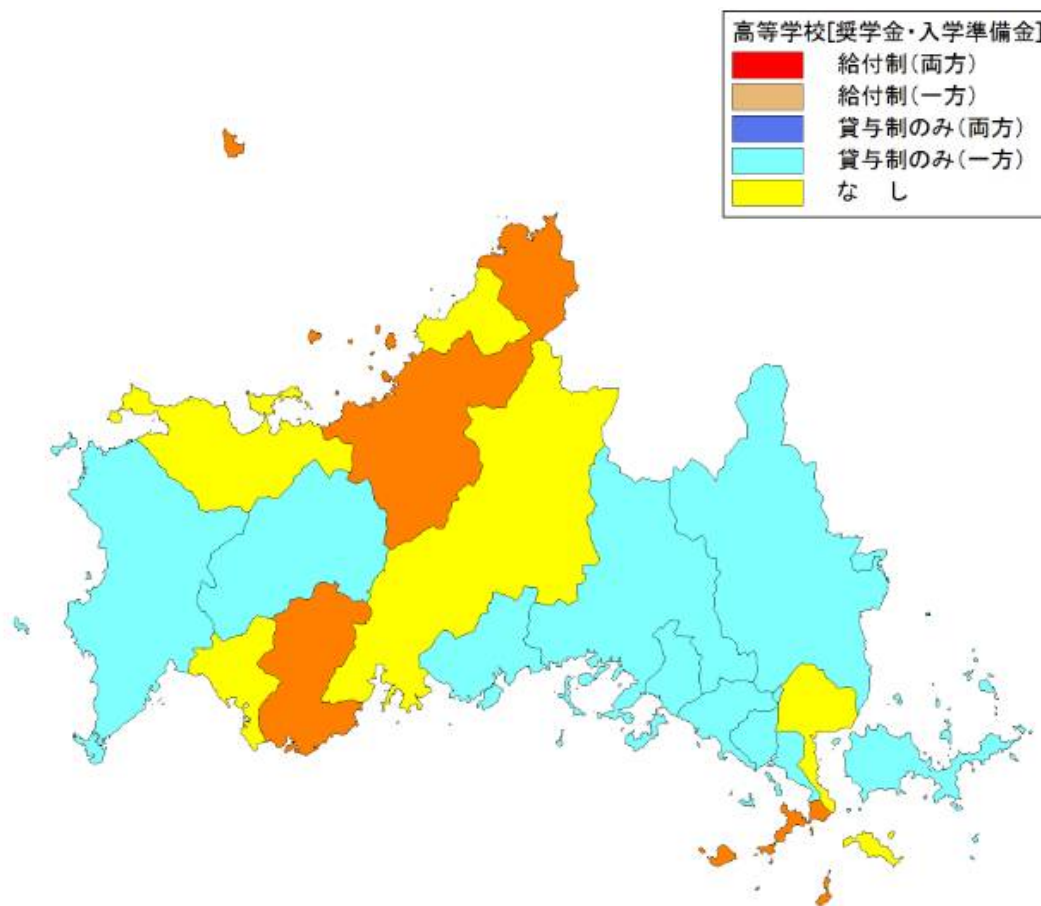 高等学校[奨学金・入学準備金]
給付制(両方)
給付制(一方)
貸与制のみ(両方)
貸与制のみ(一方)
な し